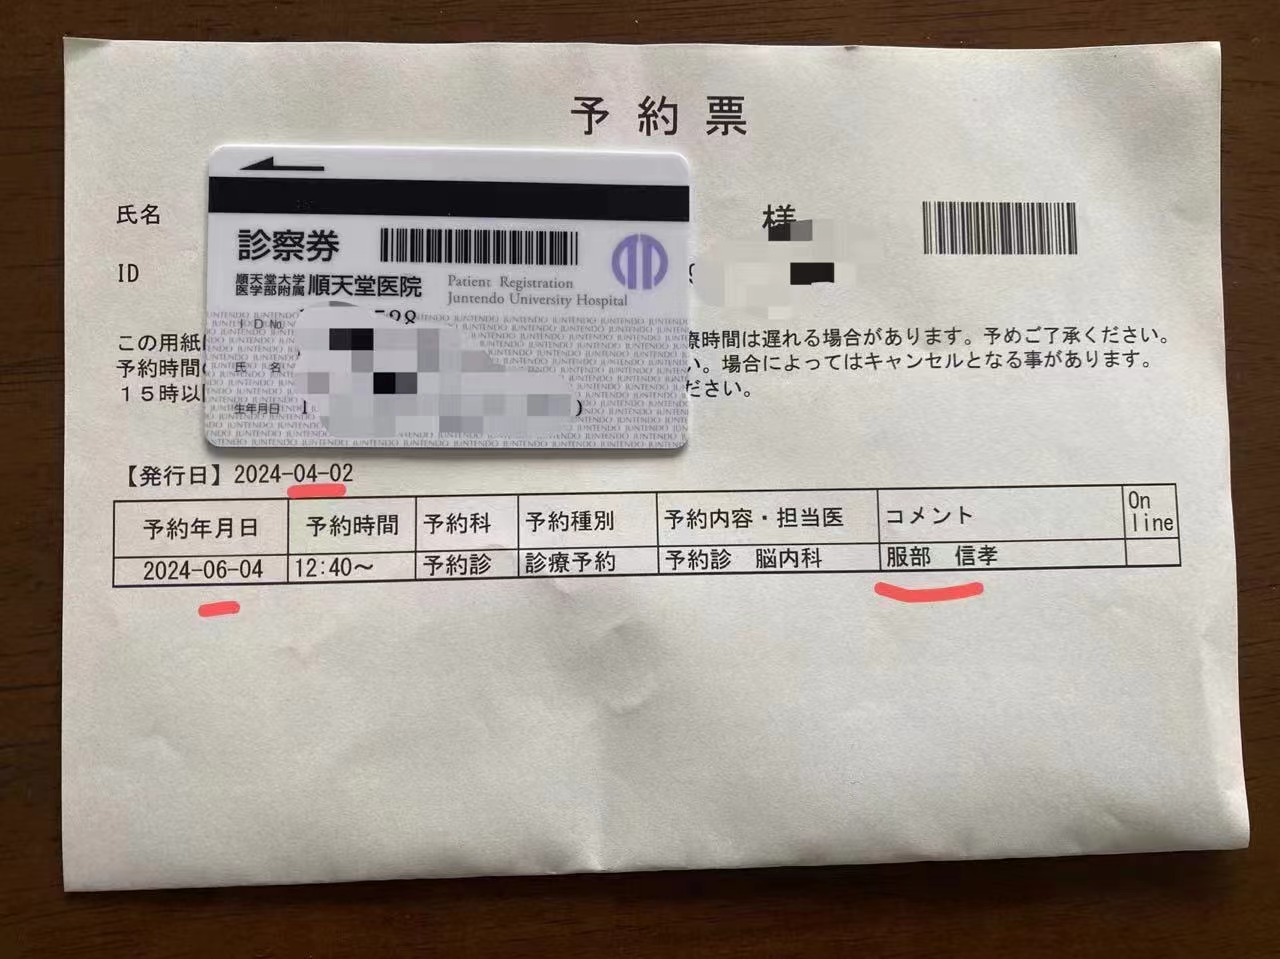 予約票
氏名
様
ID
診察券
順天堂大学
医学部附属 順天堂医院
Patient Registration
Juntendo University Hospital
ID No
氏 名
生年月日
この用紙
療時間は遅れる場合があります。予めご了承ください。
予約時間
い。場合によってはキャンセルとなる事があります。
15時以
ださい。
【発行日】2024-04-02
予約年月日 予約時間 予約科 予約種別 予約内容・担当医 コメント On line
2024-06-04 12:40～ 予約診 診療予約 予約診 脳内科 服部 信孝